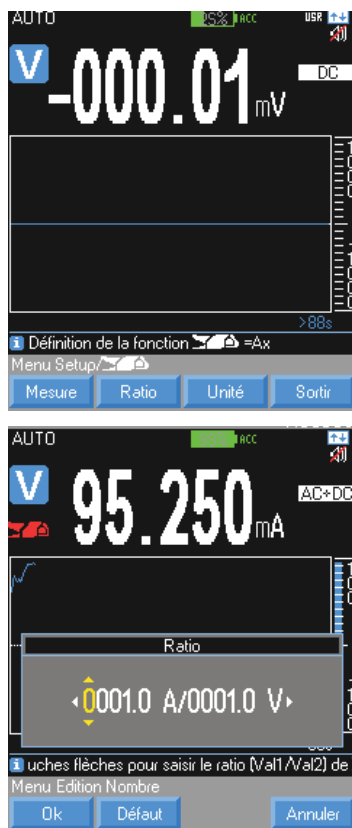 AUTO 25% ACC USR
V DC
-000.01 mV
>88s
Définition de la fonction =Ax
Menu Setup/
Mesure Ratio Unité Sortir
AUTO ACC
V AC+DC
95.250 mA
Ratio
0001.0 A/0001.0 V
uches flèches pour saisir le ratio (Val1/Val2) de
Menu Edition Nombre
Ok Défaut Annuler